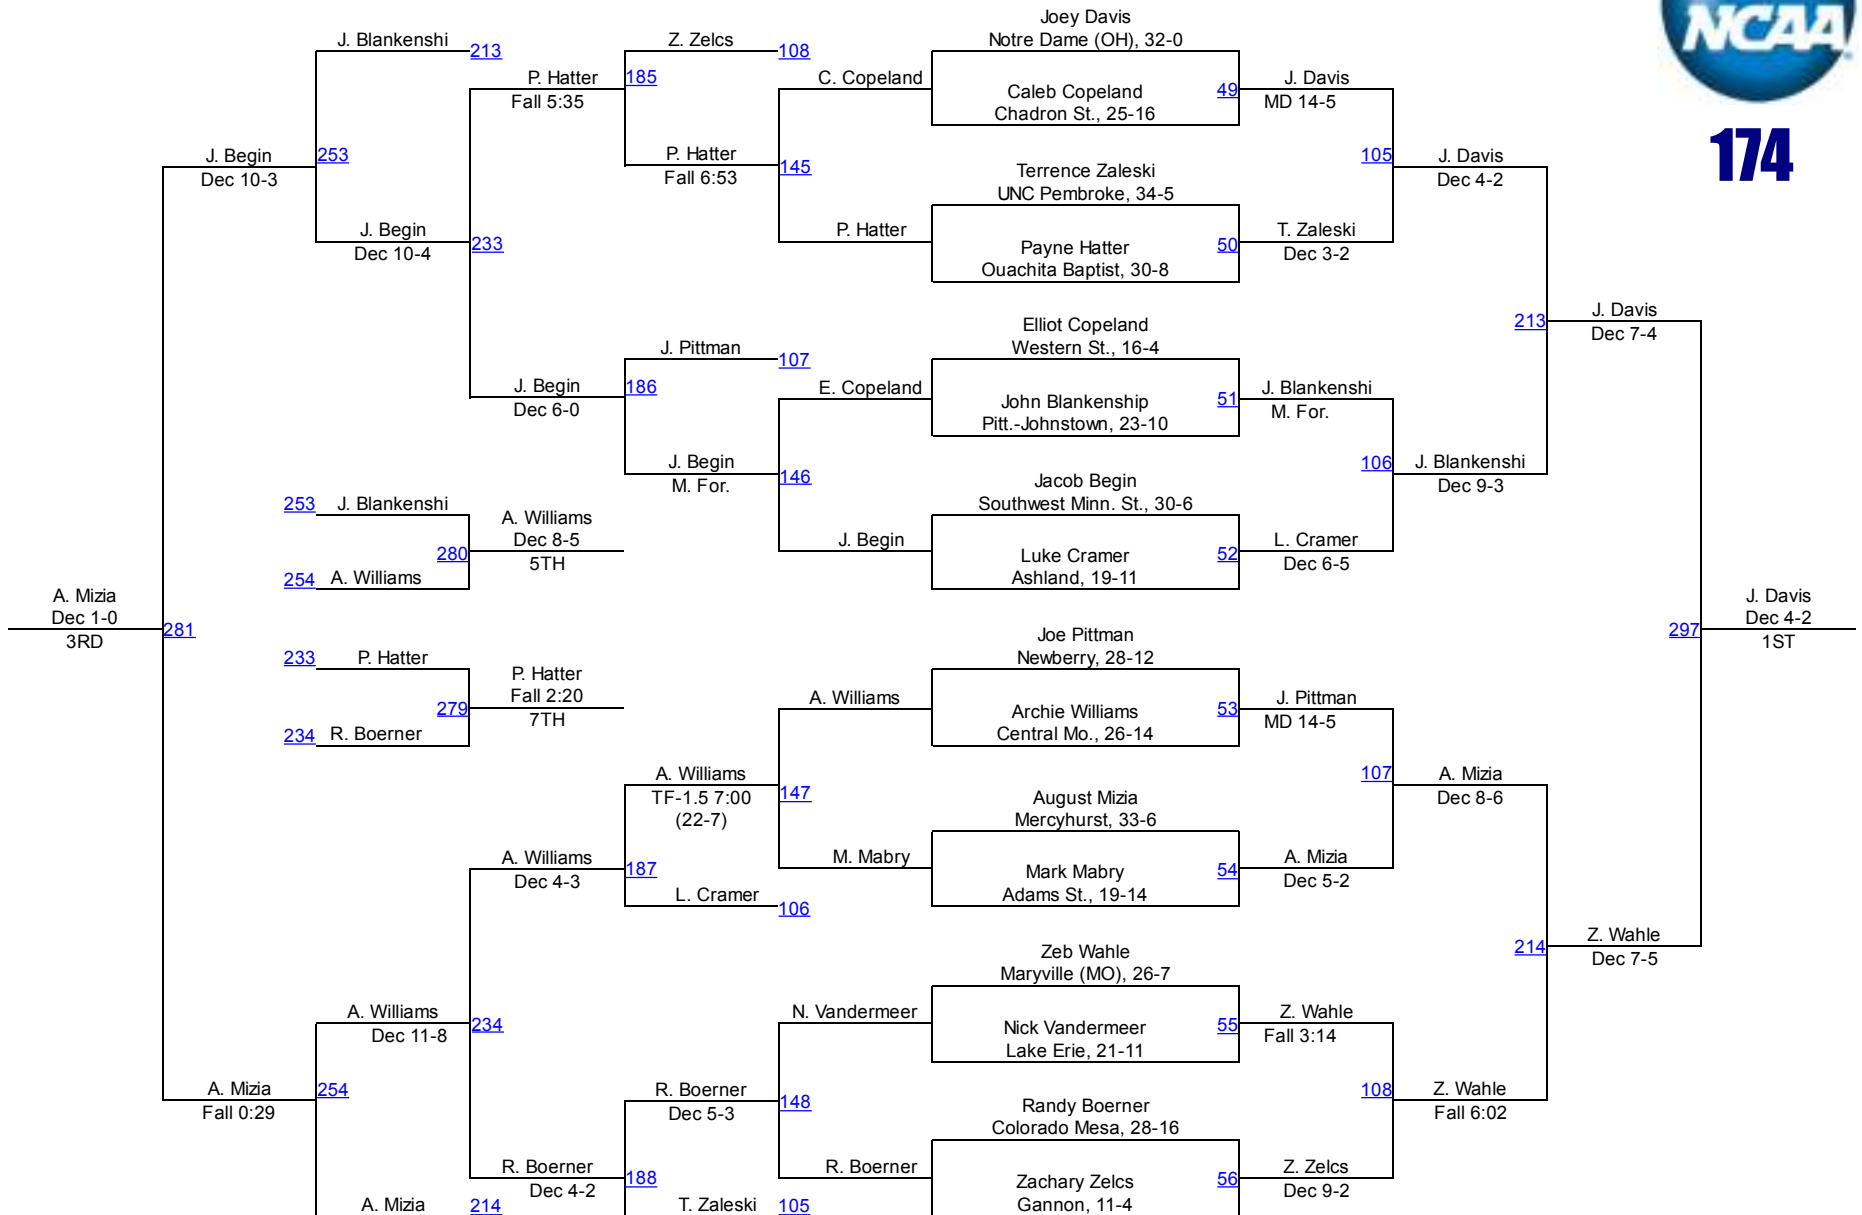 NCAA
174
J. Blankenshi
213
253
J. Begin
Dec 10-3
J. Begin
Dec 10-4
P. Hatter
Fall 5:35
233
Z. Zelcs
108
185
P. Hatter
Fall 6:53
C. Copeland
145
P. Hatter
Joey Davis
Notre Dame (OH), 32-0
Caleb Copeland
Chadron St., 25-16
49
J. Davis
MD 14-5
Terrence Zaleski
UNC Pembroke, 34-5
Payne Hatter
Ouachita Baptist, 30-8
50
T. Zaleski
Dec 3-2
105
J. Davis
Dec 4-2
J. Pittman
107
186
J. Begin
Dec 6-0
J. Begin
M. For.
E. Copeland
146
J. Begin
Elliot Copeland
Western St., 16-4
John Blankenship
Pitt.-Johnstown, 23-10
51
J. Blankenshi
M. For.
Jacob Begin
Southwest Minn. St., 30-6
Luke Cramer
Ashland, 19-11
52
L. Cramer
Dec 6-5
106
J. Blankenshi
Dec 9-3
213
J. Davis
Dec 7-4
253
J. Blankenshi
254
A. Williams
280
A. Williams
Dec 8-5
5TH
A. Mizia
Dec 1-0
3RD
281
233
P. Hatter
234
R. Boerner
279
P. Hatter
Fall 2:20
7TH
297
J. Davis
Dec 4-2
1ST
A. Williams
147
M. Mabry
A. Williams
TF-1.5 7:00
(22-7)
187
L. Cramer
106
A. Williams
Dec 4-3
Joe Pittman
Newberry, 28-12
Archie Williams
Central Mo., 26-14
53
J. Pittman
MD 14-5
August Mizia
Mercyhurst, 33-6
Mark Mabry
Adams St., 19-14
54
A. Mizia
Dec 5-2
107
A. Mizia
Dec 8-6
A. Williams
Dec 11-8
234
A. Mizia
Fall 0:29
254
A. Mizia
214
R. Boerner
Dec 4-2
188
T. Zaleski
105
R. Boerner
Dec 5-3
148
N. Vandermeer
R. Boerner
Zeb Wahle
Maryville (MO), 26-7
Nick Vandermeer
Lake Erie, 21-11
55
Z. Wahle
Fall 3:14
Randy Boerner
Colorado Mesa, 28-16
Zachary Zelcs
Gannon, 11-4
56
Z. Zelcs
Dec 9-2
108
Z. Wahle
Fall 6:02
214
Z. Wahle
Dec 7-5